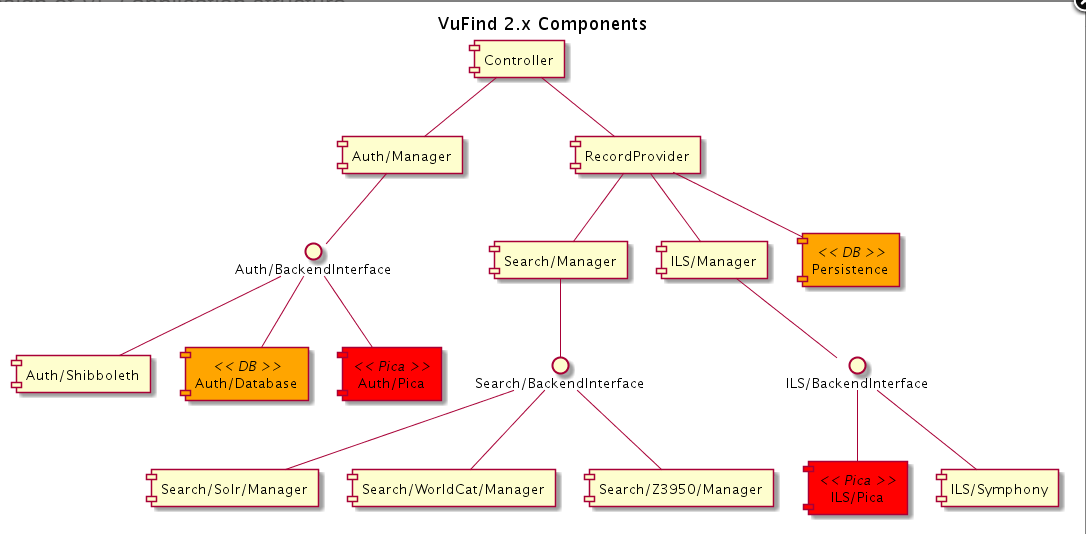 VuFind 2.x Components
Controller
Auth/Manager
RecordProvider
Search/Manager
ILS/Manager
<< DB >>
Persistence
Auth/BackendInterface
Auth/Shibboleth
<< DB >>
Auth/Database
<< Pica >>
Auth/Pica
Search/BackendInterface
ILS/BackendInterface
Search/Solr/Manager
Search/WorldCat/Manager
Search/Z3950/Manager
<< Pica >>
ILS/Pica
ILS/Symphony